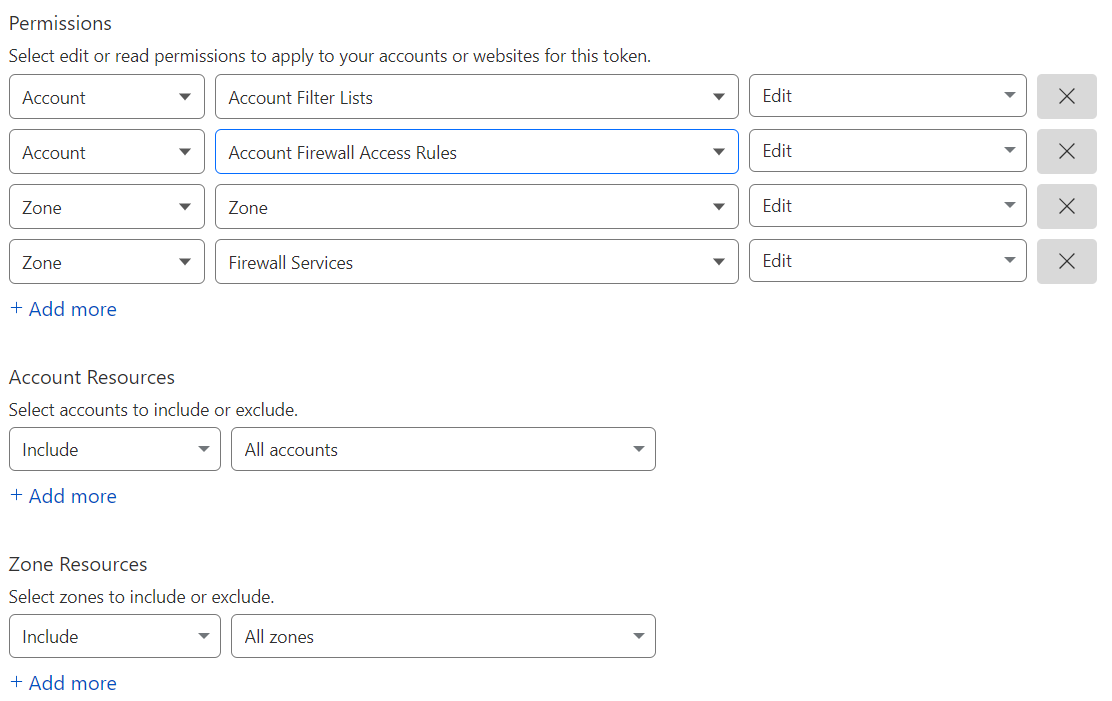 Permissions
Select edit or read permissions to apply to your accounts or websites for this token.
Account Account Filter Lists Edit
Account Account Firewall Access Rules Edit
Zone Zone Edit
Zone Firewall Services Edit
+ Add more
Account Resources
Select accounts to include or exclude.
Include All accounts
+ Add more
Zone Resources
Select zones to include or exclude.
Include All zones
+ Add more